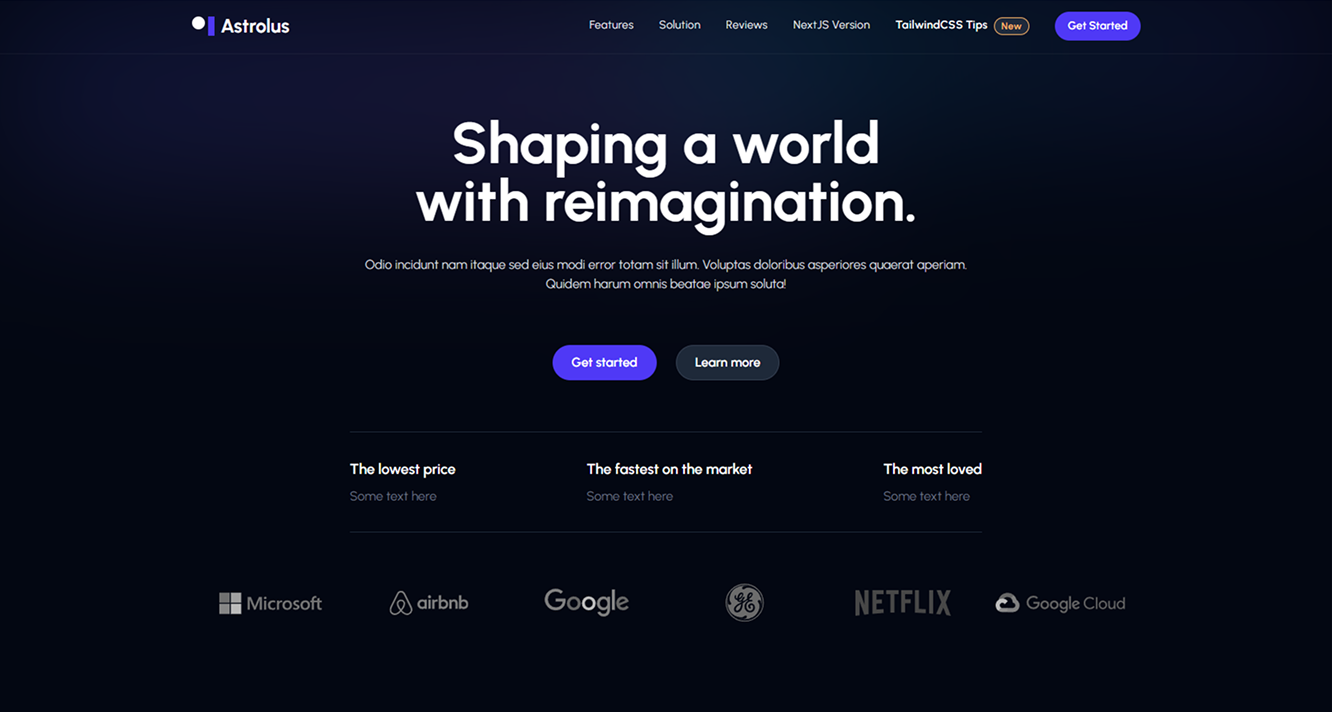 Astrolus
Features Solution Reviews NextJS Version TailwindCSS Tips New Get Started
Shaping a world
with reimagination.
Odio incidunt nam itaque sed eius modi error totam sit illum. Voluptas doloribus asperiores quaerat aperiam.
Quidem harum omnis beatae ipsum soluta!
Get started Learn more
The lowest price
Some text here
The fastest on the market
Some text here
The most loved
Some text here
Microsoft airbnb Google GE NETFLIX Google Cloud